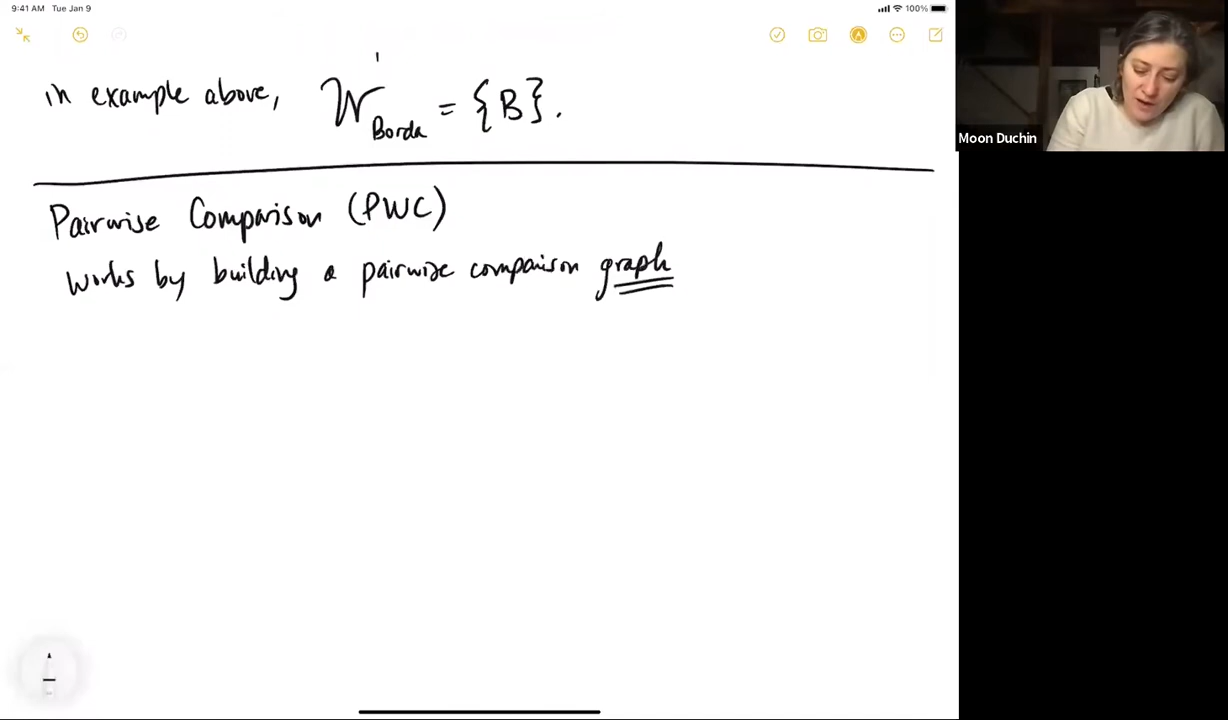 9:41 AM Tue Jan 9
100%
in example above, W Borda = {B}.
Moon Duchin
Pairwise Comparison (PWC)
works by building a pairwise comparison graph